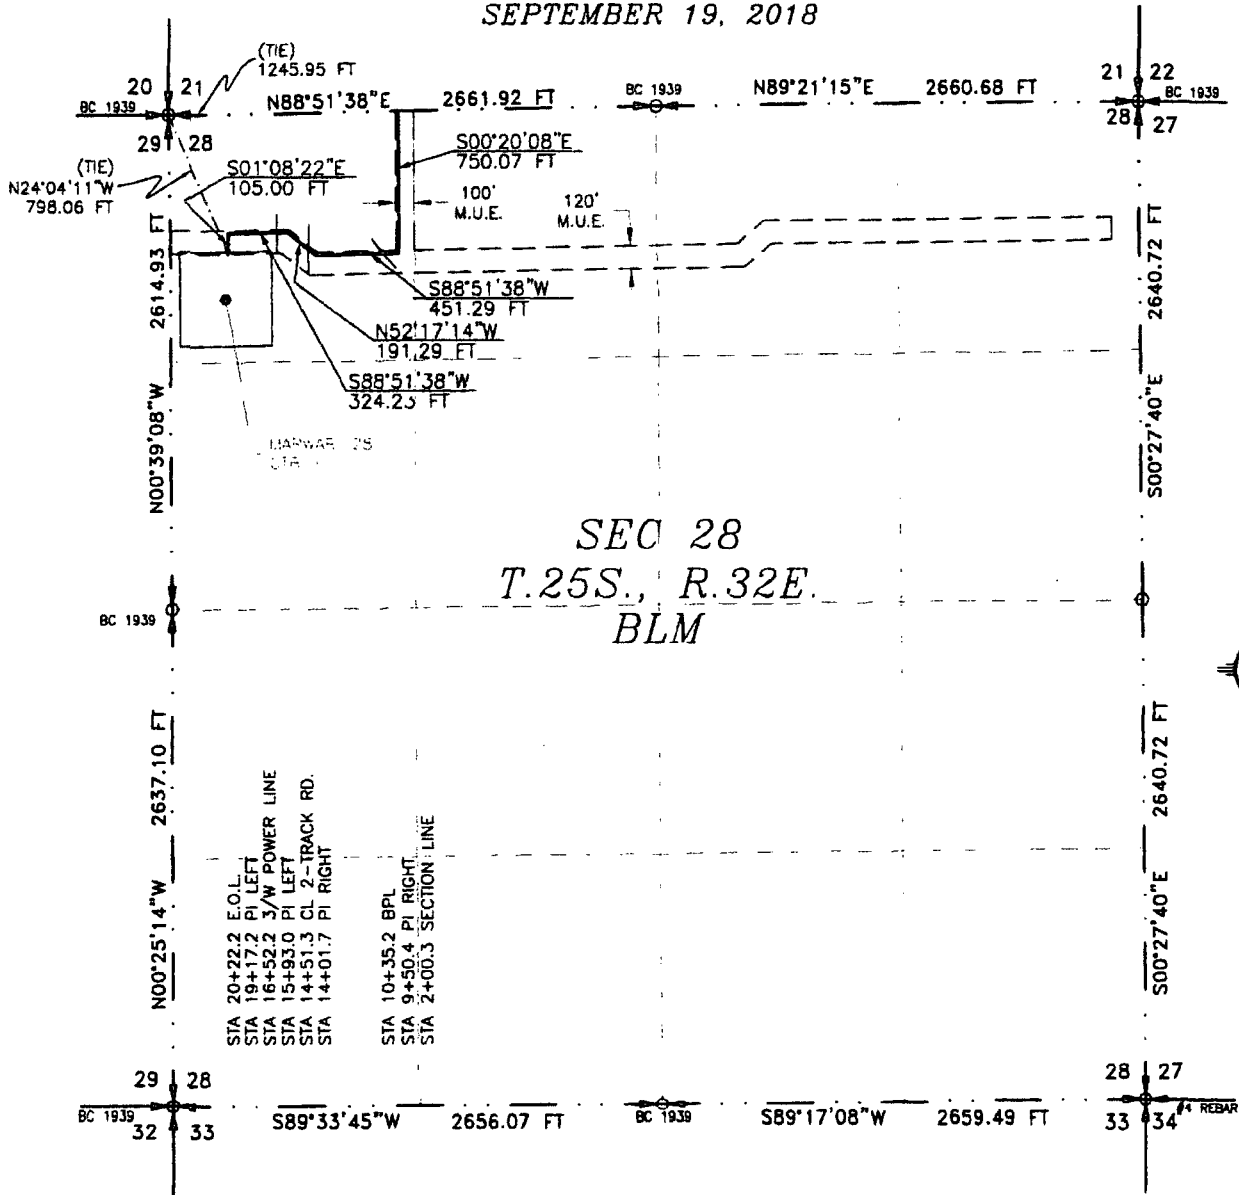 SEPTEMBER 19, 2018
(TIE)
1245.95 FT
20 21
BC 1939
N88°51'38"E 2661.92 FT
BC 1939
N89°21'15"E 2660.68 FT
21 22
BC 1939
29 28
28 27
(TIE)
N24°04'11"W
798.06 FT
S01°08'22"E
105.00 FT
S00°20'08"E
750.07 FT
100'
M.U.E.
120'
M.U.E.
S88°51'38"W
451.29 FT
N52°17'14"W
191.29 FT
S88°51'38"W
324.23 FT
28
N00°39'08"W 2614.93 FT
S00°27'40"E 2640.72 FT
SEC 28
T.25S., R.32E.
BLM
BC 1939
N00°25'14"W 2637.10 FT
S00°27'40"E 2640.72 FT
STA 20+22.2 E.O.L.
STA 19+17.2 PI LEFT
STA 16+52.2 3/W POWER LINE
STA 15+93.0 PI LEFT
STA 14+51.3 CL 2-TRACK RD.
STA 14+01.7 PI RIGHT
STA 10+35.2 BPL
STA 9+50.4 PI RIGHT
STA 2+00.3 SECTION LINE
29 28
BC 1939
32 33
S89°33'45"W 2656.07 FT
BC 1939
S89°17'08"W 2659.49 FT
28 27
33 34
#4 REBAR